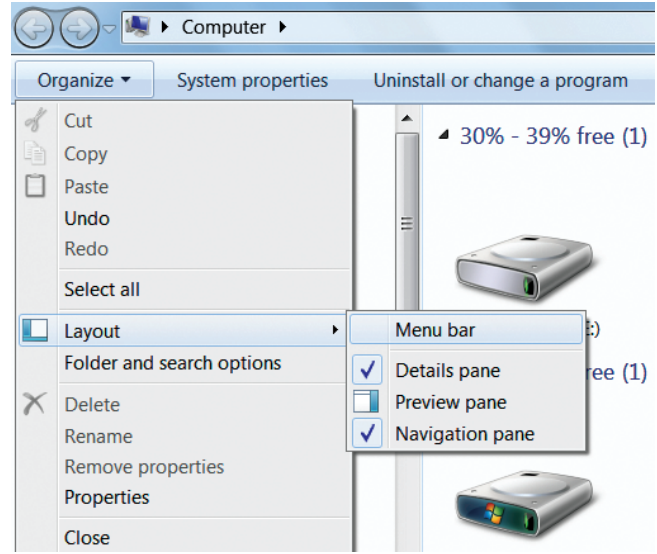 Computer
Organize System properties Uninstall or change a program
Cut
30% - 39% free (1)
Copy
Paste
Undo
Redo
Select all
Layout
Menu bar
:)
Folder and search options
Details pane
ree (1)
Delete
Preview pane
Rename
Navigation pane
Remove properties
Properties
Close